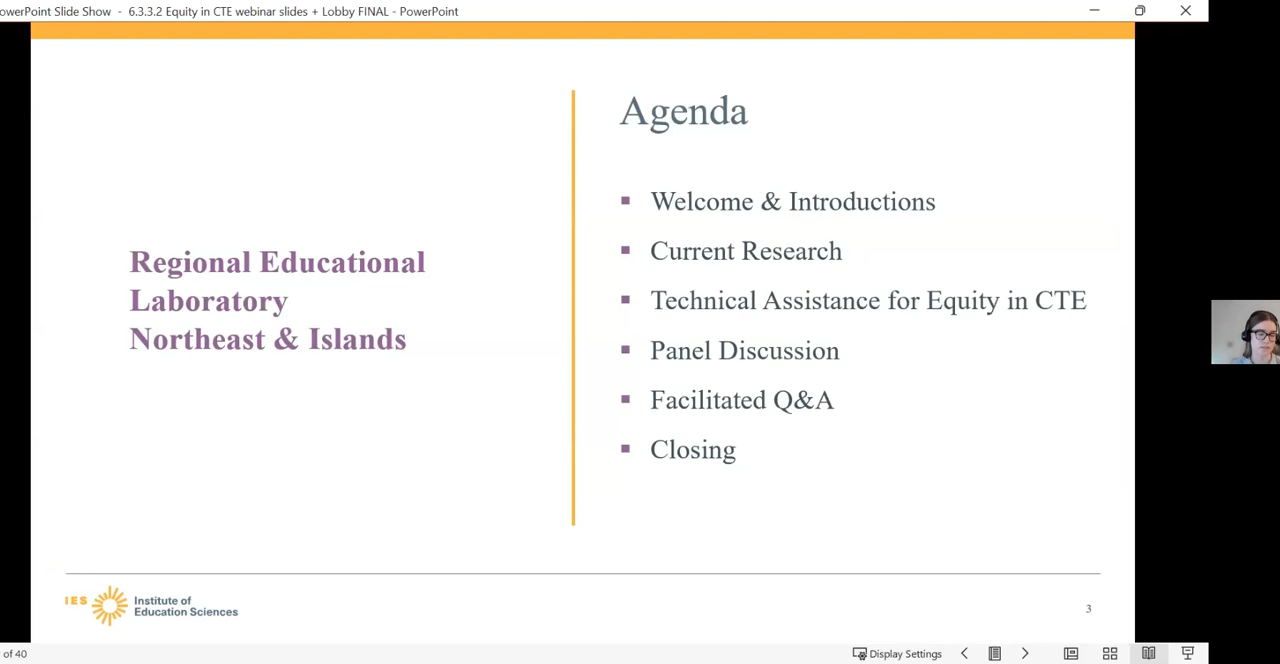 owerPoint Slide Show - 6.3.3.2 Equity in CTE webinar slides + Lobby FINAL - PowerPoint
Agenda
Welcome & Introductions
Current Research
Technical Assistance for Equity in CTE
Panel Discussion
Facilitated Q&A
Closing
Regional Educational
Laboratory
Northeast & Islands
IES
Institute of
Education Sciences
3
of 40
Display Settings